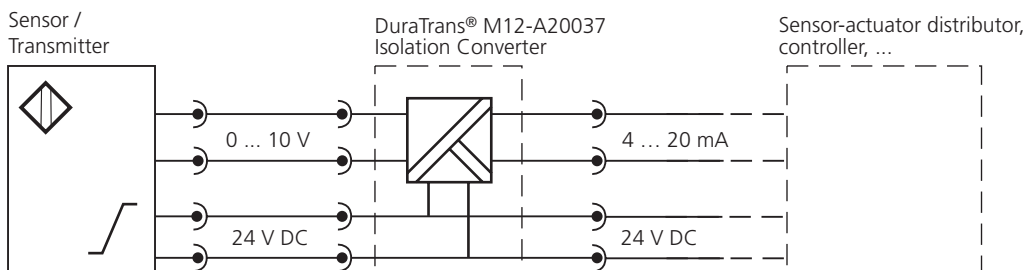 Sensor /
Transmitter
DuraTrans® M12-A20037
Isolation Converter
Sensor-actuator distributor,
controller, ...
0 ... 10 V
4 … 20 mA
24 V DC
24 V DC